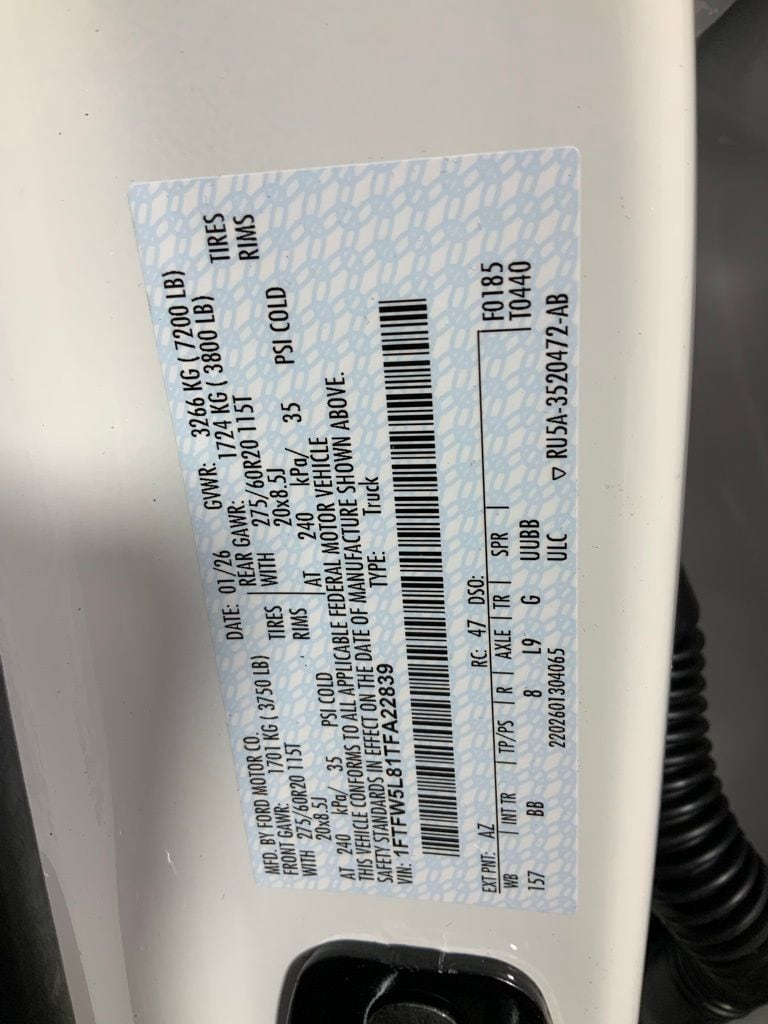 MFD. BY FORD MOTOR CO. DATE: 01/26 GVWR: 3266 KG ( 7200 LB)
FRONT GAWR: 1701 KG ( 3750 LB) REAR GAWR: 1724 KG ( 3800 LB)
WITH 275/60R20 115T TIRES WITH 275/60R20 115T TIRES
20x8.5J RIMS 20x8.5J RIMS
AT 240 kPa/ 35 PSI COLD AT 240 kPa/ 35 PSI COLD
THIS VEHICLE CONFORMS TO ALL APPLICABLE FEDERAL MOTOR VEHICLE
SAFETY STANDARDS IN EFFECT ON THE DATE OF MANUFACTURE SHOWN ABOVE.
VIN: 1FTFW5L81TFA22839 TYPE: Truck
EXT PNT: AZ RC: 47 DSO: F0185
WB INT TR TP/PS R AXLE TR SPR T0440
157 BB 8 L9 G UUBB
2202601304065 ULC ▽ RU5A-3520472-AB